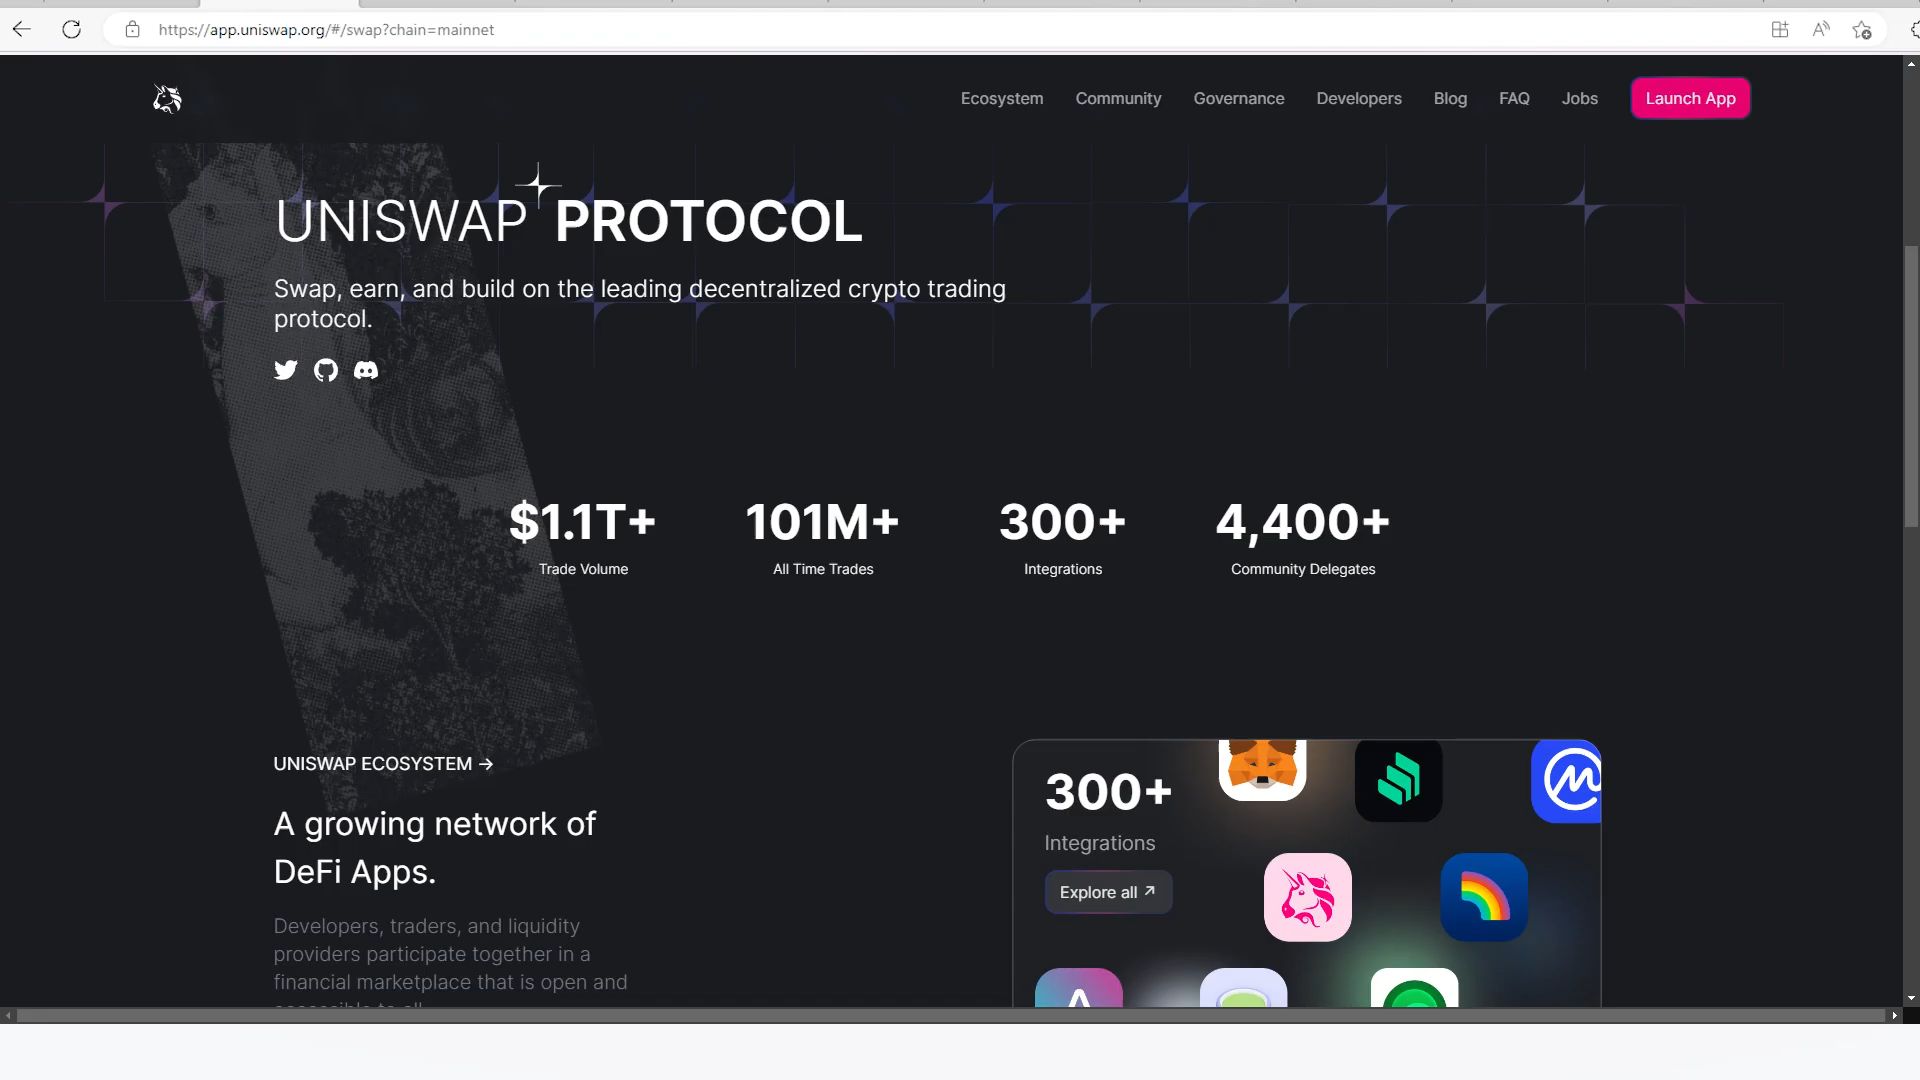 https://app.uniswap.org/#/swap?chain=mainnet
Ecosystem Community Governance Developers Blog FAQ Jobs Launch App
UNISWAP PROTOCOL
Swap, earn, and build on the leading decentralized crypto trading
protocol.
$1.1T+ 101M+ 300+ 4,400+
Trade Volume All Time Trades Integrations Community Delegates
UNISWAP ECOSYSTEM →
A growing network of
DeFi Apps.
Developers, traders, and liquidity
providers participate together in a
financial marketplace that is open and
300+
Integrations
Explore all ↗